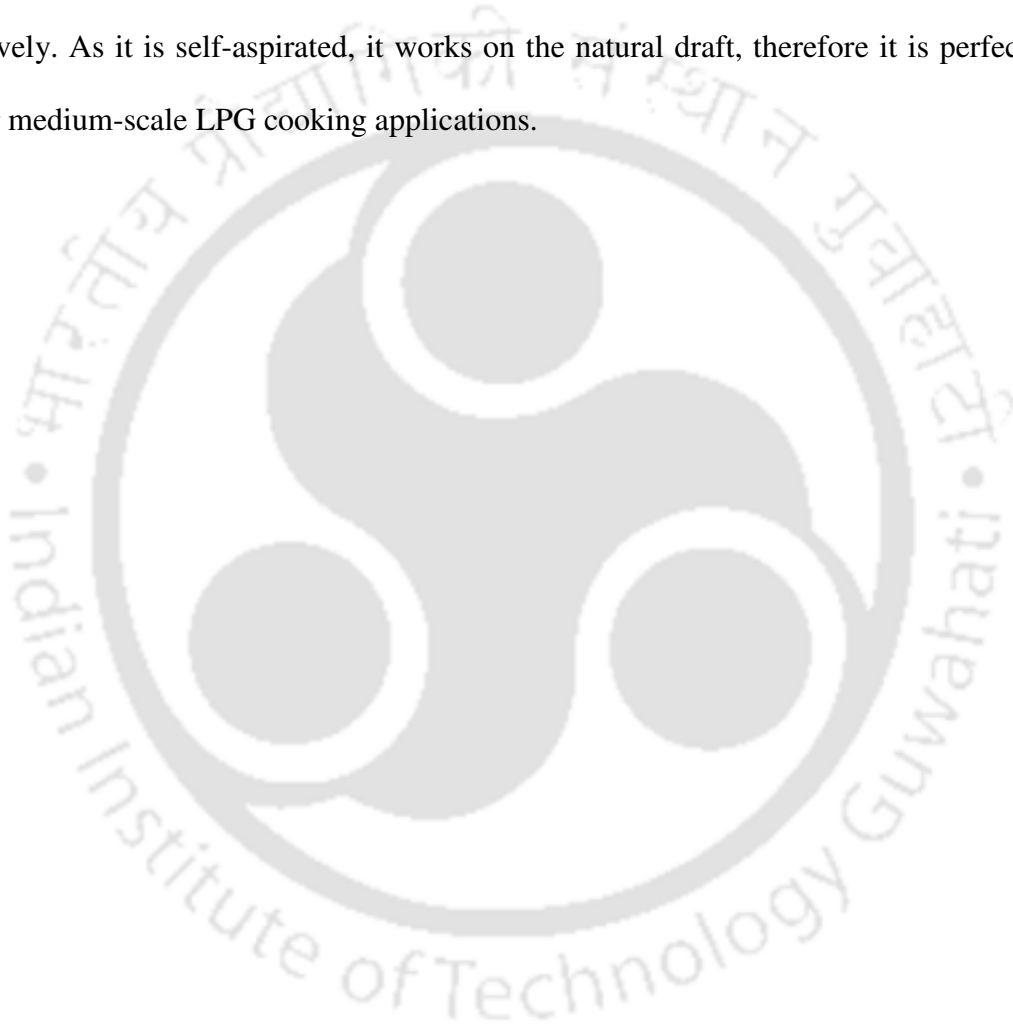 vely. As it is self-aspirated, it works on the natural draft, therefore it is perfec
medium-scale LPG cooking applications.
भारतीय प्रौद्योगिकी संस्थान गुवाहाटी
• Indian Institute of Technology Guwahati •